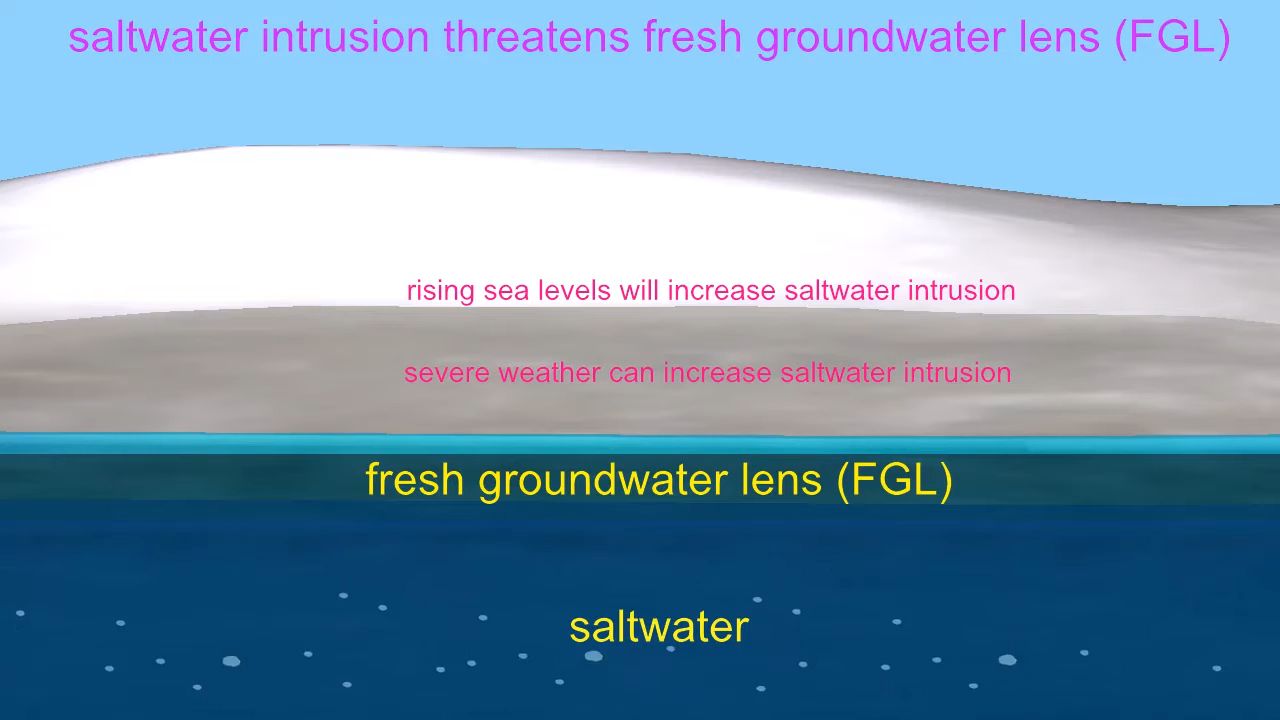 saltwater intrusion threatens fresh groundwater lens (FGL)
rising sea levels will increase saltwater intrusion
severe weather can increase saltwater intrusion
fresh groundwater lens (FGL)
saltwater